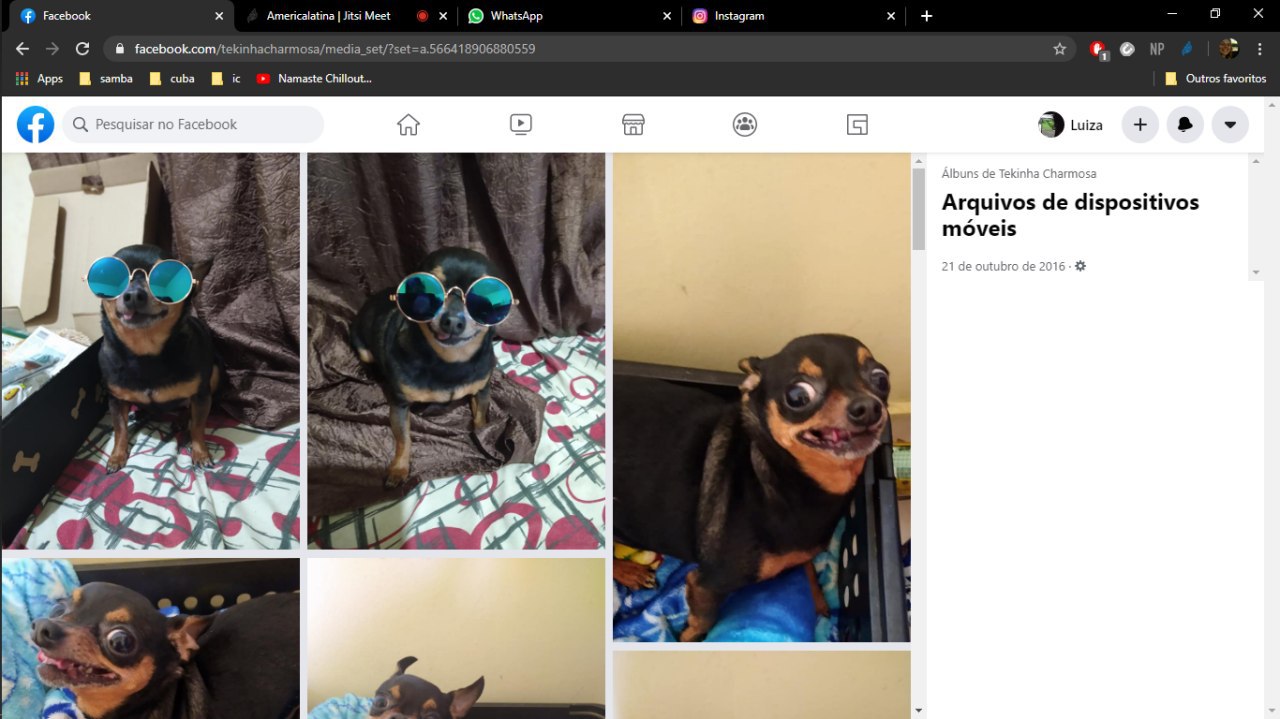 Facebook
Americalatina | Jitsi Meet
WhatsApp
Instagram
facebook.com/tekinhacharmosa/media_set/?set=a.566418906880559
1
NP
Apps
samba
cuba
ic
Namaste Chillout...
Outros favoritos
Pesquisar no Facebook
Luiza
Álbuns de Tekinha Charmosa
Arquivos de dispositivos
móveis
21 de outubro de 2016 ·